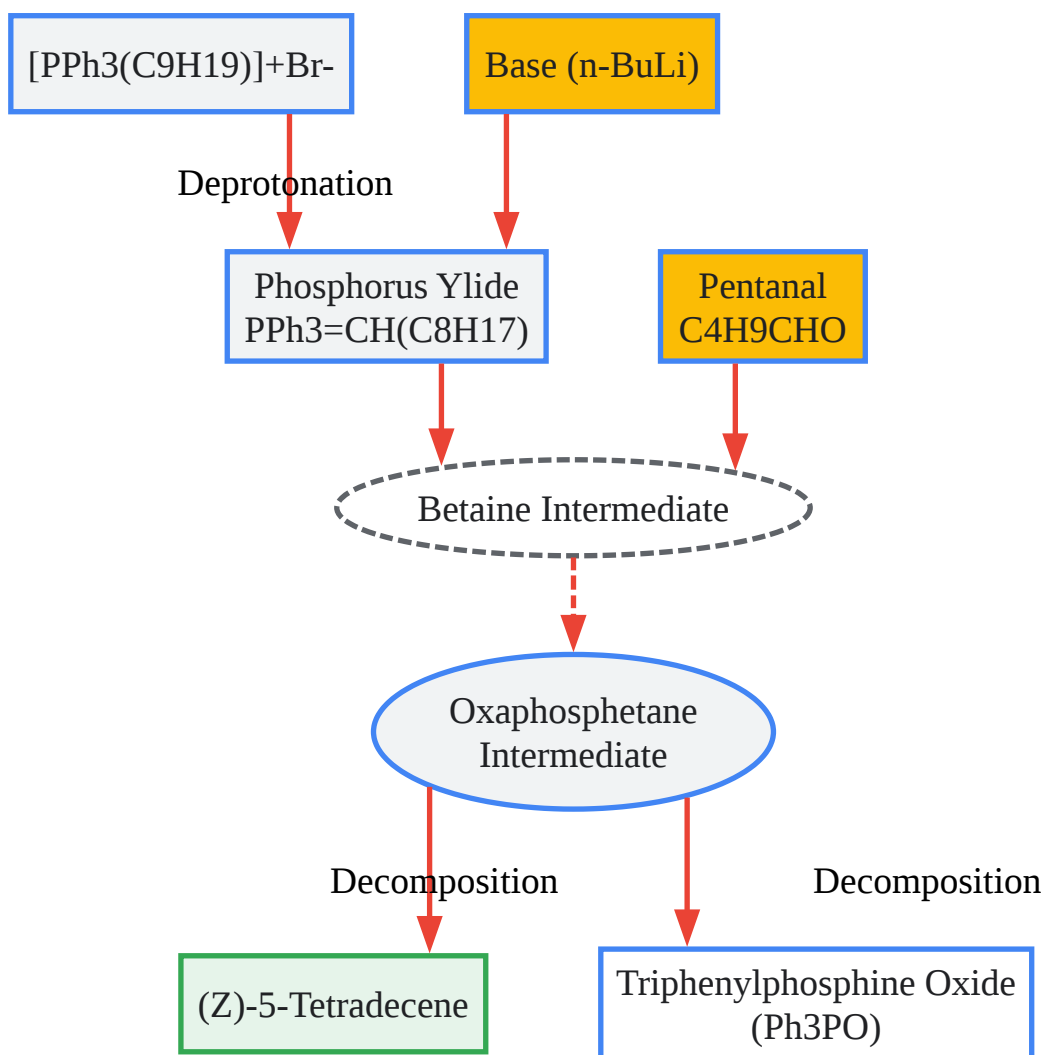 [PPh3(C9H19)]+Br-
Base (n-BuLi)
Deprotonation
Phosphorus Ylide
PPh3=CH(C8H17)
Pentanal
C4H9CHO
Betaine Intermediate
Oxaphosphetane
Intermediate
Decomposition
Decomposition
(Z)-5-Tetradecene
Triphenylphosphine Oxide
(Ph3PO)